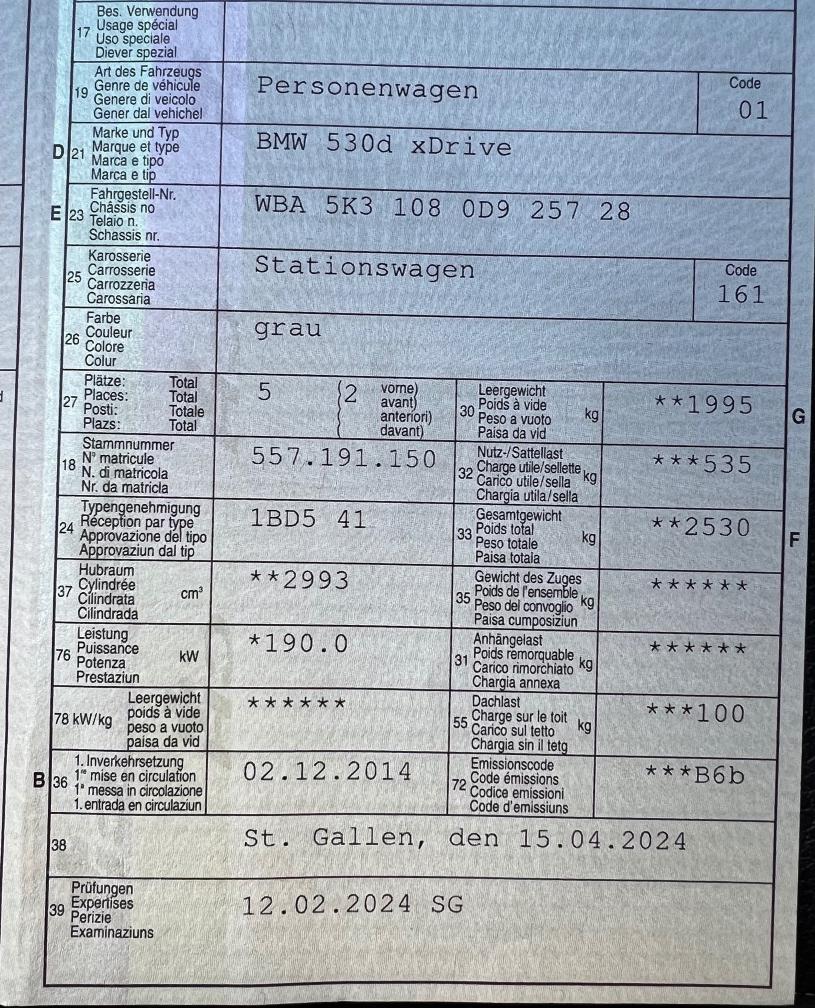 17
Bes. Verwendung
Usage spécial
Uso speciale
Diever spezial
19
Art des Fahrzeugs
Genre de véhicule
Genere di veicolo
Gener dal vehichel
Personenwagen
Code
01
D
21
Marke und Typ
Marque et type
Marca e tipo
Marca e tip
BMW 530d xDrive
E
23
Fahrgestell-Nr.
Châssis no
Telaio n.
Schassis nr.
WBA 5K3 108 0D9 257 28
25
Karosserie
Carrosserie
Carrozzeria
Carossaria
Stationswagen
Code
161
26
Farbe
Couleur
Colore
Colur
grau
27
Plätze: Total
Places: Total
Posti: Totale
Plazs: Total
5 (2
vorne)
avant)
anteriori)
davant)
30
Leergewicht
Poids à vide
Peso a vuoto
Paisa da vid
kg
**1995
G
18
Stammnummer
N° matricule
N. di matricola
Nr. da matricla
557.191.150
32
Nutz-/Sattellast
Charge utile/sellette
Carico utile/sella
Chargia utila/sella
kg
***535
24
Typengenehmigung
Réception par type
Approvazione del tipo
Approvaziun dal tip
1BD5 41
33
Gesamtgewicht
Poids total
Peso totale
Paisa totala
kg
**2530
F
37
Hubraum
Cylindrée
Cilindrata
Cilindrada
cm³
**2993
35
Gewicht des Zuges
Poids de l'ensemble
Peso del convoglio
Paisa cumposiziun
kg
******
76
Leistung
Puissance
Potenza
Prestaziun
kW
*190.0
31
Anhängelast
Poids remorquable
Carico rimorchiato
Chargia annexa
kg
******
78 kW/kg
Leergewicht
poids à vide
peso a vuoto
paisa da vid
******
55
Dachlast
Charge sur le toit
Carico sul tetto
Chargia sin il tetg
kg
***100
B
36
1. Inverkehrsetzung
1re mise en circulation
1a messa in circolazione
1. entrada en circulaziun
02.12.2014
72
Emissionscode
Code émissions
Codice emissioni
Code d'emissiuns
***B6b
38
St. Gallen, den 15.04.2024
39
Prüfungen
Expertises
Perizie
Examinaziuns
12.02.2024 SG